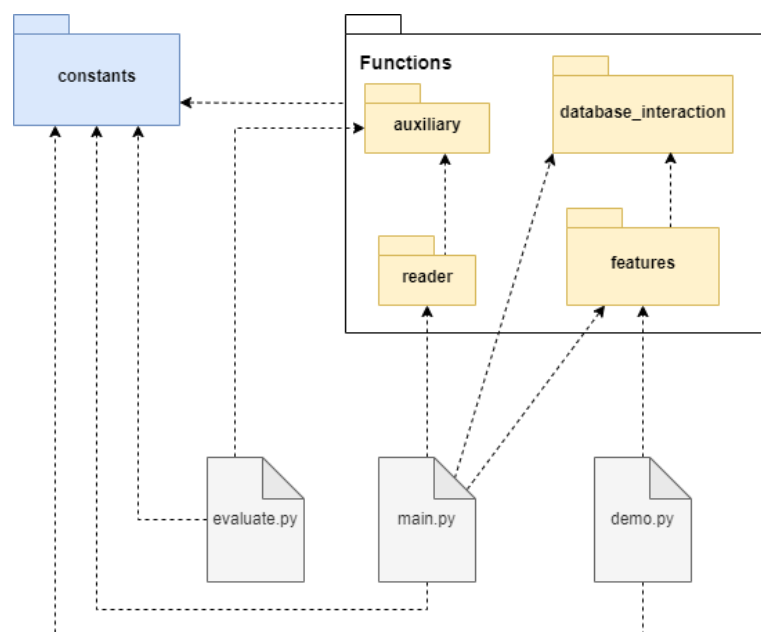 constants
Functions
auxiliary
database_interaction
reader
features
evaluate.py
main.py
demo.py